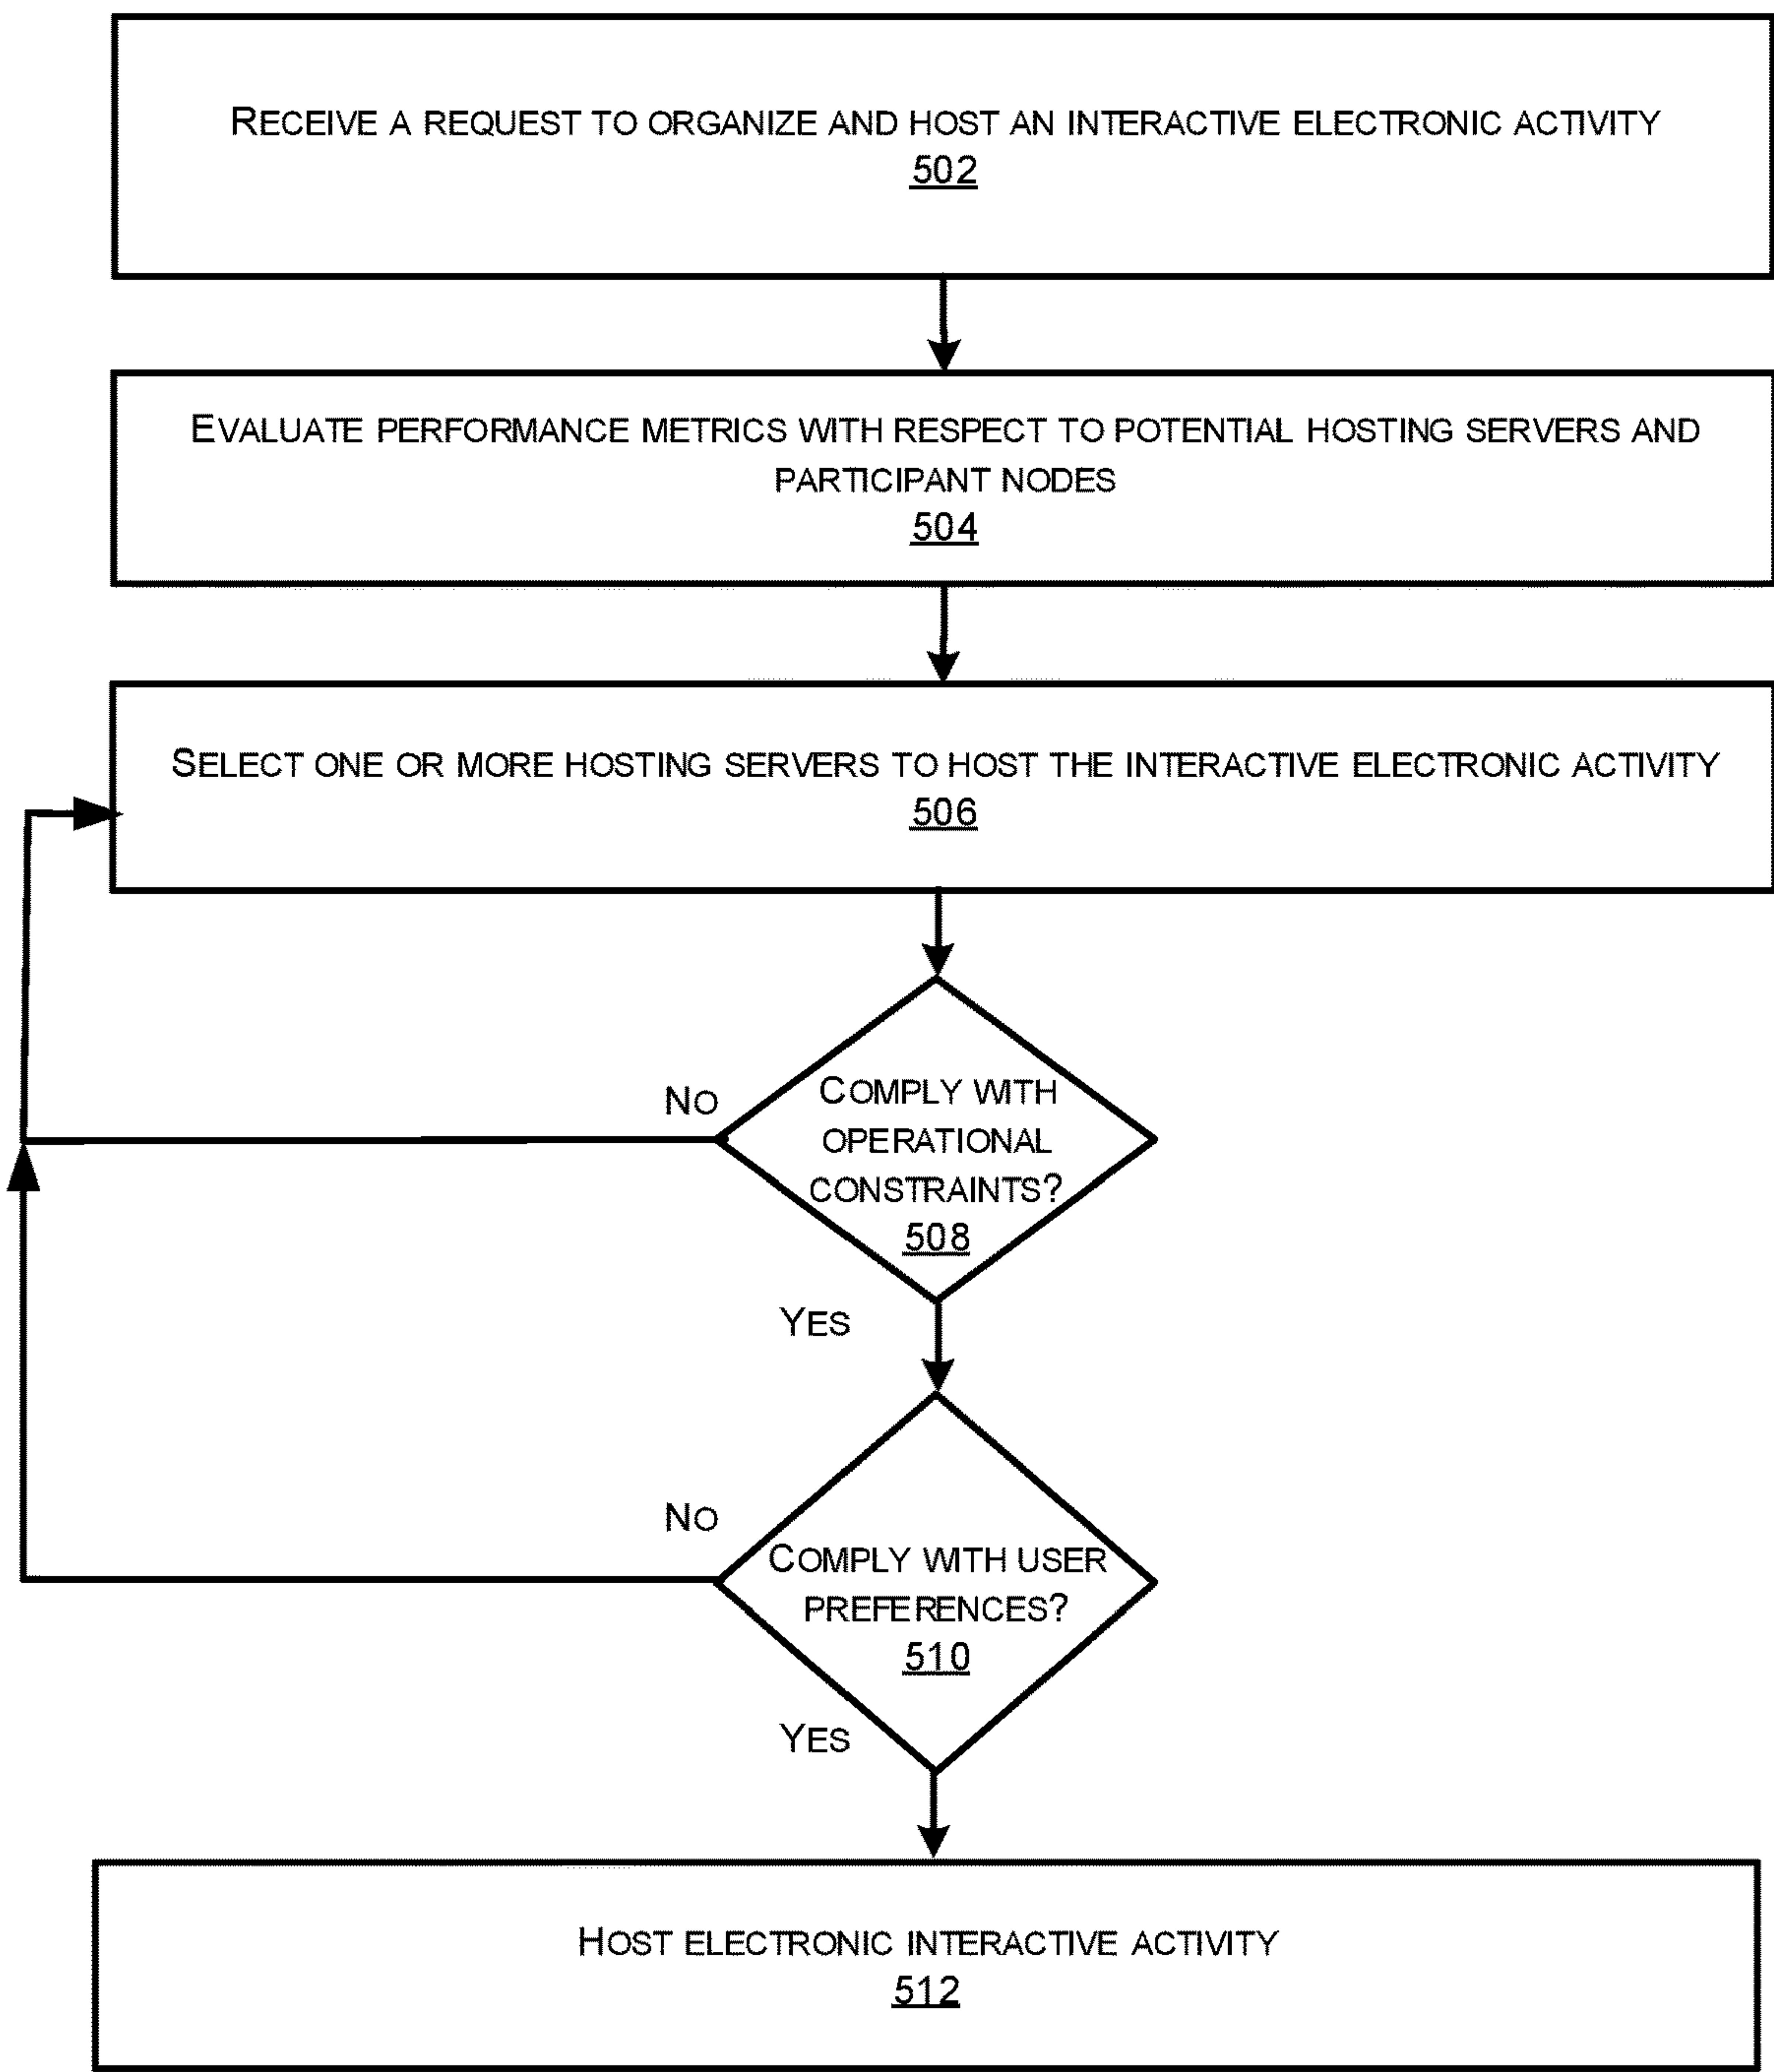 RECEIVE A REQUEST TO ORGANIZE AND HOST AN INTERACTIVE ELECTRONIC ACTIVITY
502
EVALUATE PERFORMANCE METRICS WITH RESPECT TO POTENTIAL HOSTING SERVERS AND
PARTICIPANT NODES
504
SELECT ONE OR MORE HOSTING SERVERS TO HOST THE INTERACTIVE ELECTRONIC ACTIVITY
506
NO
COMPLY WITH
OPERATIONAL
CONSTRAINTS?
508
YES
NO
COMPLY WITH USER
PREFERENCES?
510
YES
HOST ELECTRONIC INTERACTIVE ACTIVITY
512